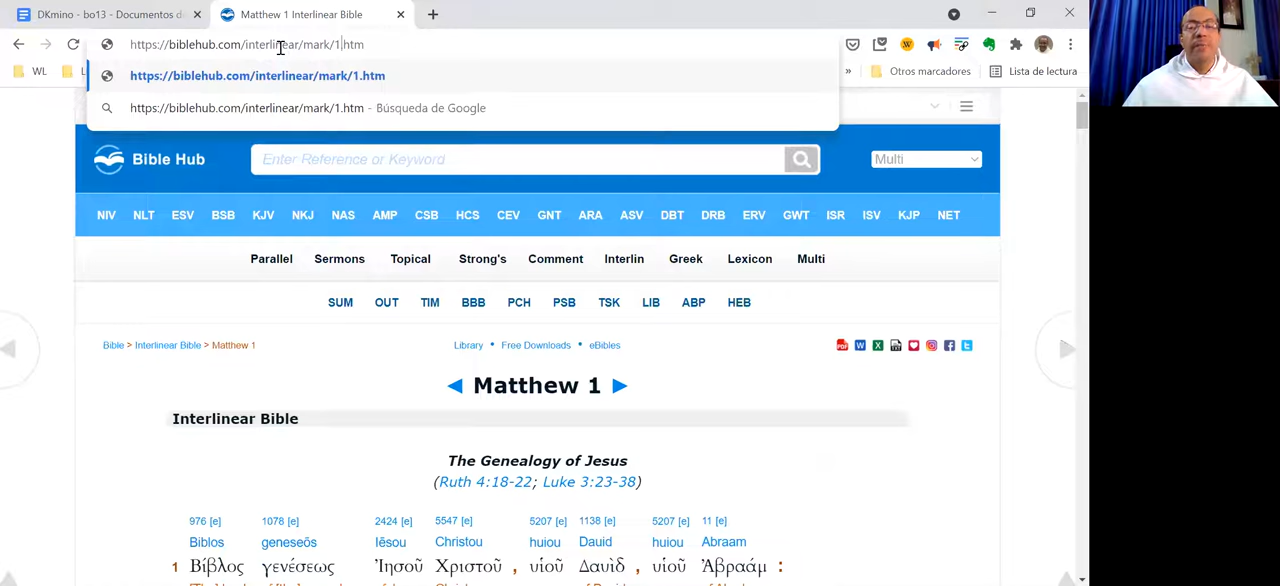 DKmino - bo13 - Documentos d
Matthew 1 Interlinear Bible
https://biblehub.com/interlinear/mark/1.htm
WL
L
https://biblehub.com/interlinear/mark/1.htm
https://biblehub.com/interlinear/mark/1.htm - Búsqueda de Google
» Otros marcadores Lista de lectura
Bible Hub
Enter Reference or Keyword
Multi
NIV NLT ESV BSB KJV NKJ NAS AMP CSB HCS CEV GNT ARA ASV DBT DRB ERV GWT ISR ISV KJP NET
Parallel Sermons Topical Strong's Comment Interlin Greek Lexicon Multi
SUM OUT TIM BBB PCH PSB TSK LIB ABP HEB
Bible > Interlinear Bible > Matthew 1
Library • Free Downloads • eBibles
◄ Matthew 1 ►
Interlinear Bible
The Genealogy of Jesus
(Ruth 4:18-22; Luke 3:23-38)
976 [e] 1078 [e] 2424 [e] 5547 [e] 5207 [e] 1138 [e] 5207 [e] 11 [e]
Biblos geneseōs Iēsou Christou huiou Dauid huiou Abraam
1 Βίβλος γενέσεως Ἰησοῦ Χριστοῦ , υἱοῦ Δαυὶδ , υἱοῦ Ἀβραάμ :